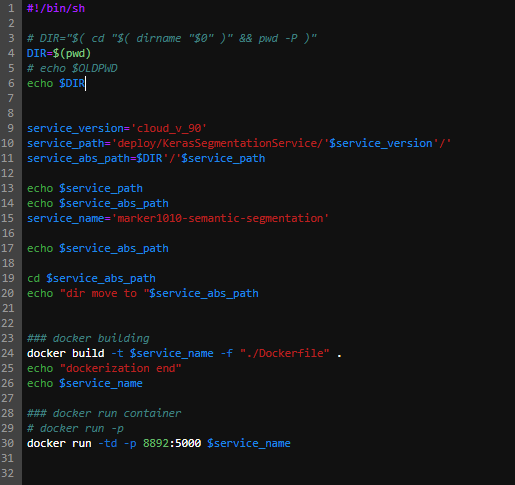 1 #!/bin/sh
2
3 # DIR="$( cd "$( dirname "$0" )" && pwd -P )"
4 DIR=$(pwd)
5 # echo $OLDPWD
6 echo $DIR
7
8
9 service_version='cloud_v_90'
10 service_path='deploy/KerasSegmentationService/'$service_version'/'
11 service_abs_path=$DIR'/'$service_path
12
13 echo $service_path
14 echo $service_abs_path
15 service_name='marker1010-semantic-segmentation'
16
17 echo $service_abs_path
18
19 cd $service_abs_path
20 echo "dir move to "$service_abs_path
21
22
23 ### docker building
24 docker build -t $service_name -f "./Dockerfile" .
25 echo "dockerization end"
26 echo $service_name
27
28 ### docker run container
29 # docker run -p
30 docker run -td -p 8892:5000 $service_name
31
32